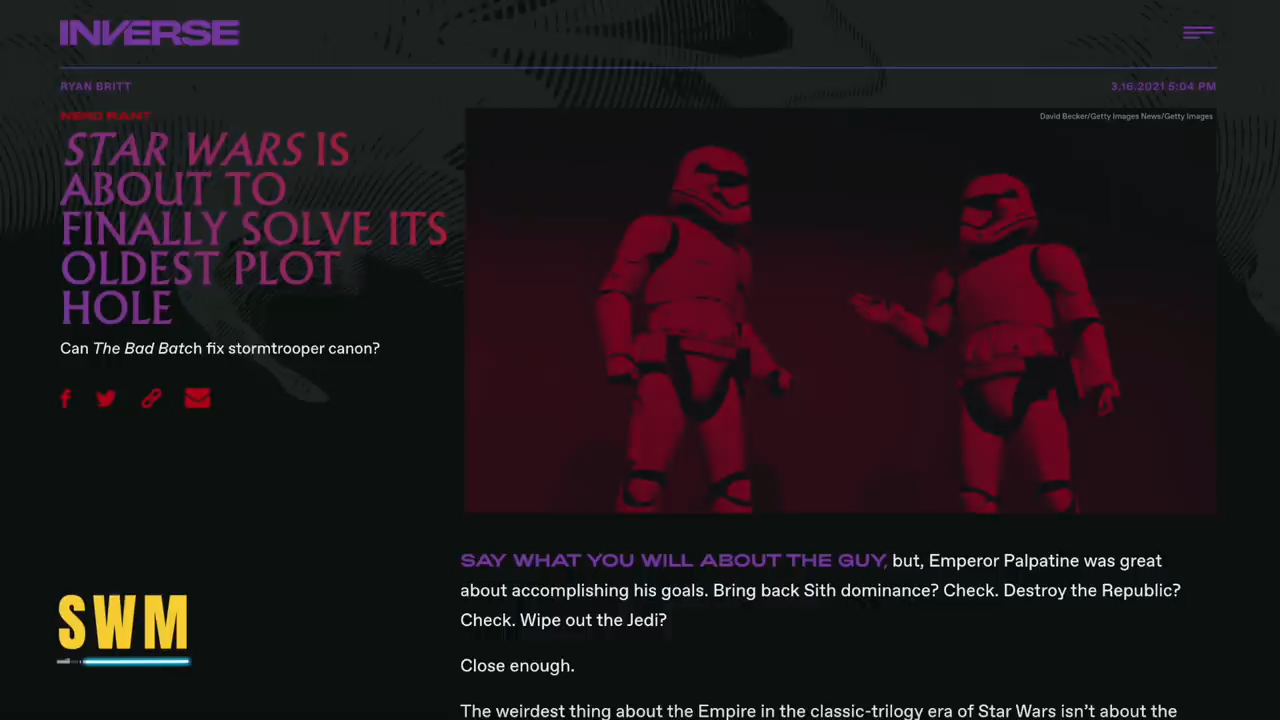 INVERSE
RYAN BRITT
3.16.2021 5:04 PM
NERD RANT
STAR WARS IS
ABOUT TO
FINALLY SOLVE ITS
OLDEST PLOT
HOLE
Can The Bad Batch fix stormtrooper canon?
David Becker/Getty Images News/Getty Images
SAY WHAT YOU WILL ABOUT THE GUY, but, Emperor Palpatine was great
about accomplishing his goals. Bring back Sith dominance? Check. Destroy the Republic?
Check. Wipe out the Jedi?
Close enough.
The weirdest thing about the Empire in the classic-trilogy era of Star Wars isn’t about the
SWM